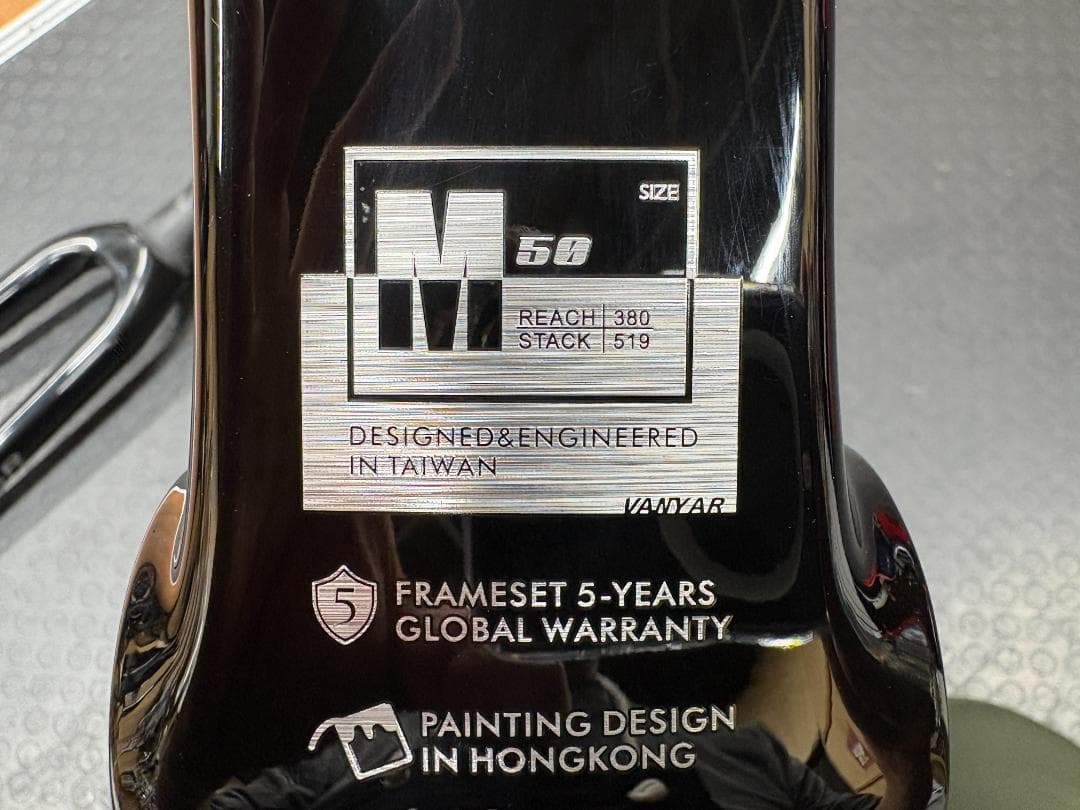 SIZE
M 50
REACH 380
STACK 519
DESIGNED&ENGINEERED
IN TAIWAN
VANYAR
5 FRAMESET 5-YEARS
GLOBAL WARRANTY
PAINTING DESIGN
IN HONGKONG